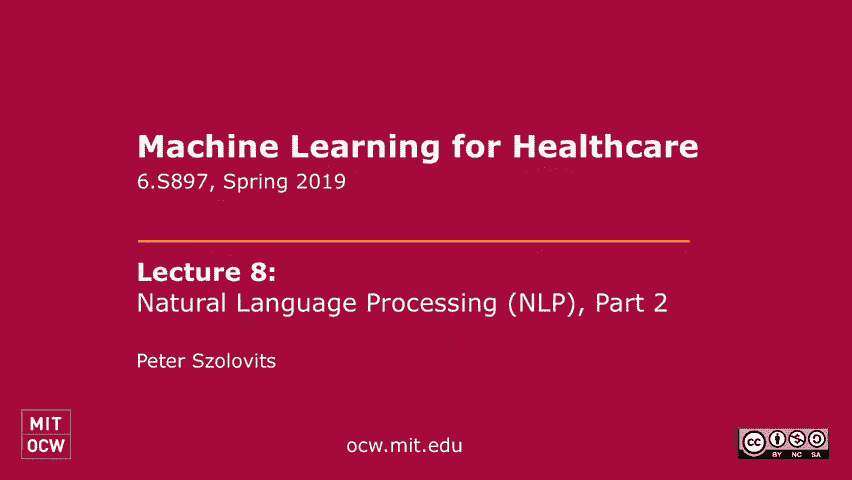 Machine Learning for Healthcare
6.S897, Spring 2019
Lecture 8:
Natural Language Processing (NLP), Part 2
Peter Szolovits
MIT
OCW
ocw.mit.edu
cc
BY NC SA